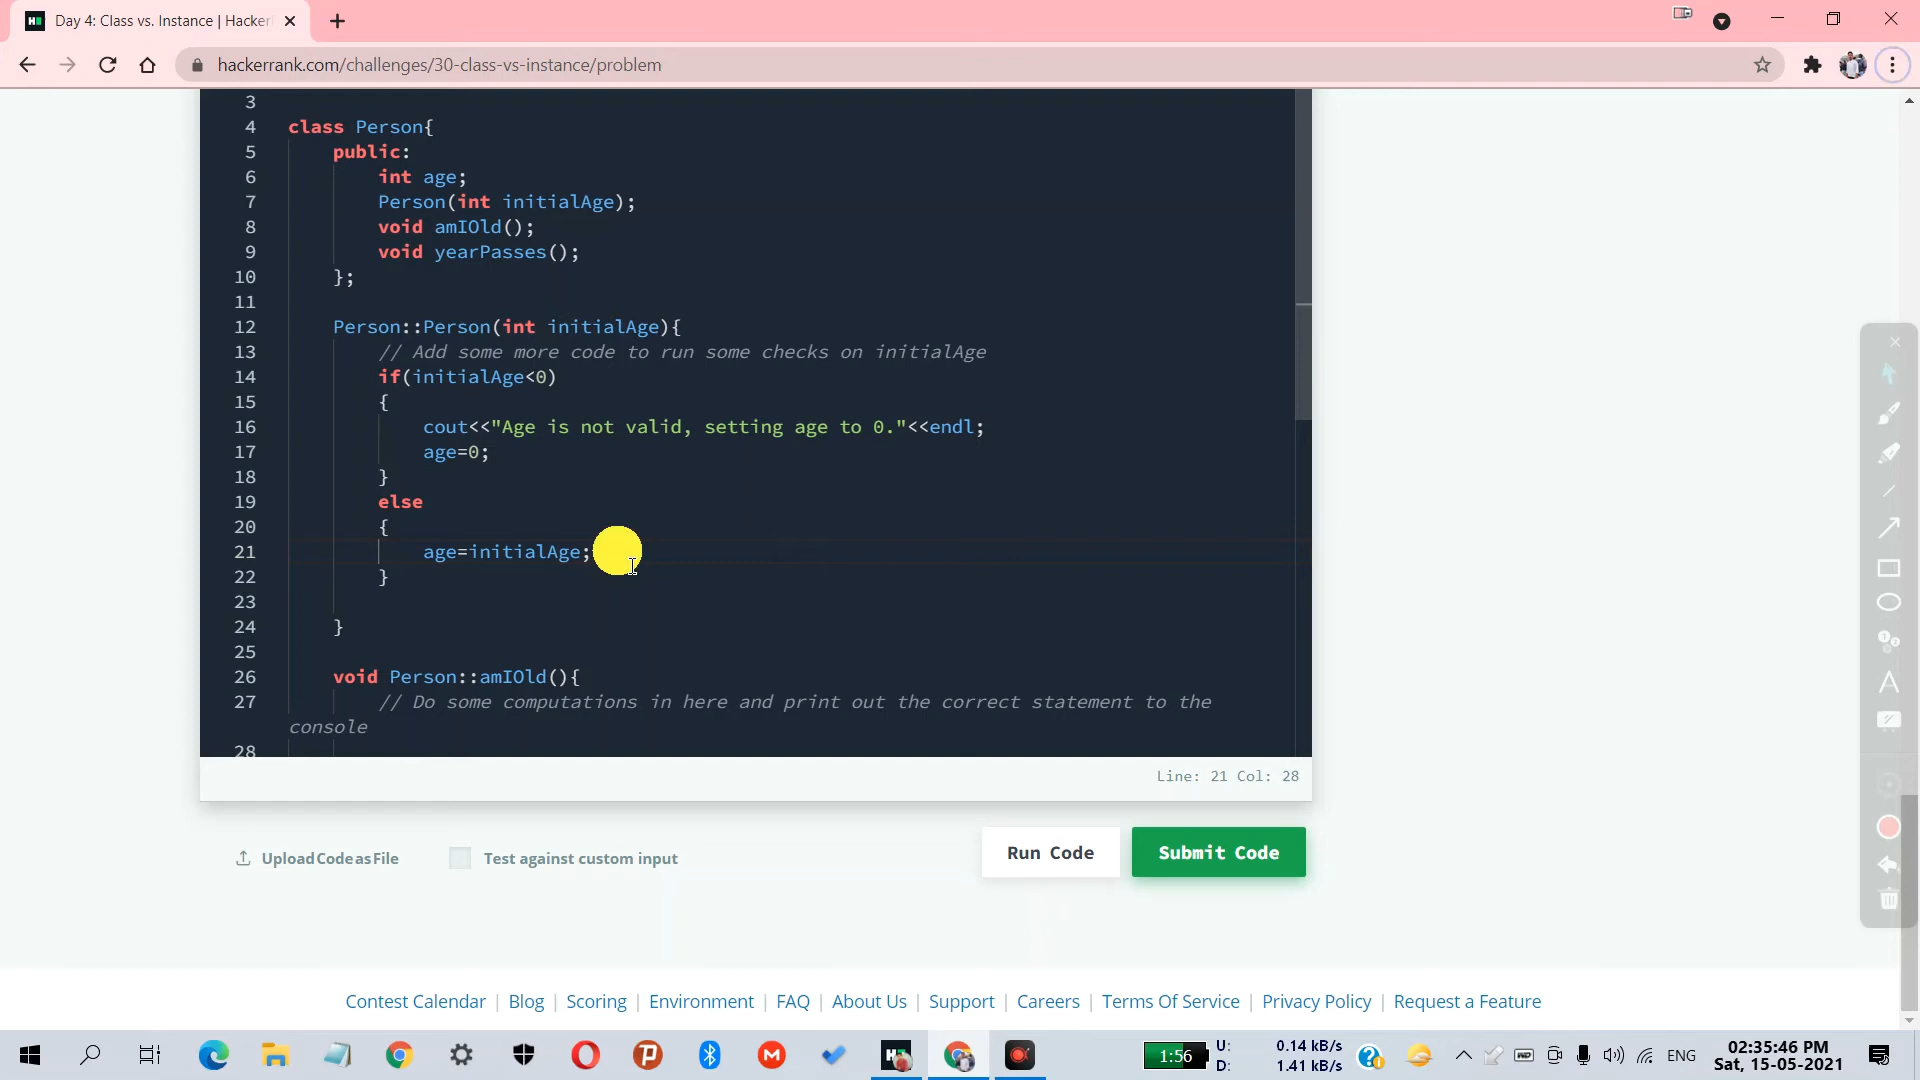 Day 4: Class vs. Instance | Hacker
hackerrank.com/challenges/30-class-vs-instance/problem
3
4 class Person{
5 public:
6 int age;
7 Person(int initialAge);
8 void amIOld();
9 void yearPasses();
10 };
11
12 Person::Person(int initialAge){
13 // Add some more code to run some checks on initialAge
14 if(initialAge<0)
15 {
16 cout<<"Age is not valid, setting age to 0."<<endl;
17 age=0;
18 }
19 else
20 {
21 age=initialAge;
22 }
23
24 }
25
26 void Person::amIOld(){
27 // Do some computations in here and print out the correct statement to the
console
28
Line: 21 Col: 28
Upload Code as File
Test against custom input
Run Code
Submit Code
Contest Calendar | Blog | Scoring | Environment | FAQ | About Us | Support | Careers | Terms Of Service | Privacy Policy | Request a Feature
1:56
U: 0.14 kB/s
D: 1.41 kB/s
ENG
02:35:46 PM
Sat, 15-05-2021